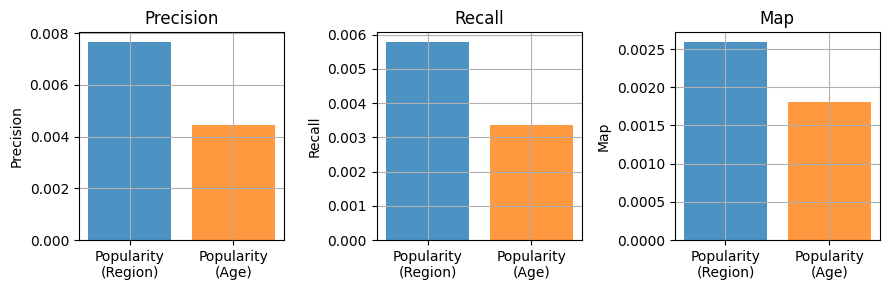 Precision
Precision
0.008
0.006
0.004
0.002
0.000
Popularity
(Region)
Popularity
(Age)
Recall
Recall
0.006
0.005
0.004
0.003
0.002
0.001
0.000
Popularity
(Region)
Popularity
(Age)
Map
Map
0.0025
0.0020
0.0015
0.0010
0.0005
0.0000
Popularity
(Region)
Popularity
(Age)